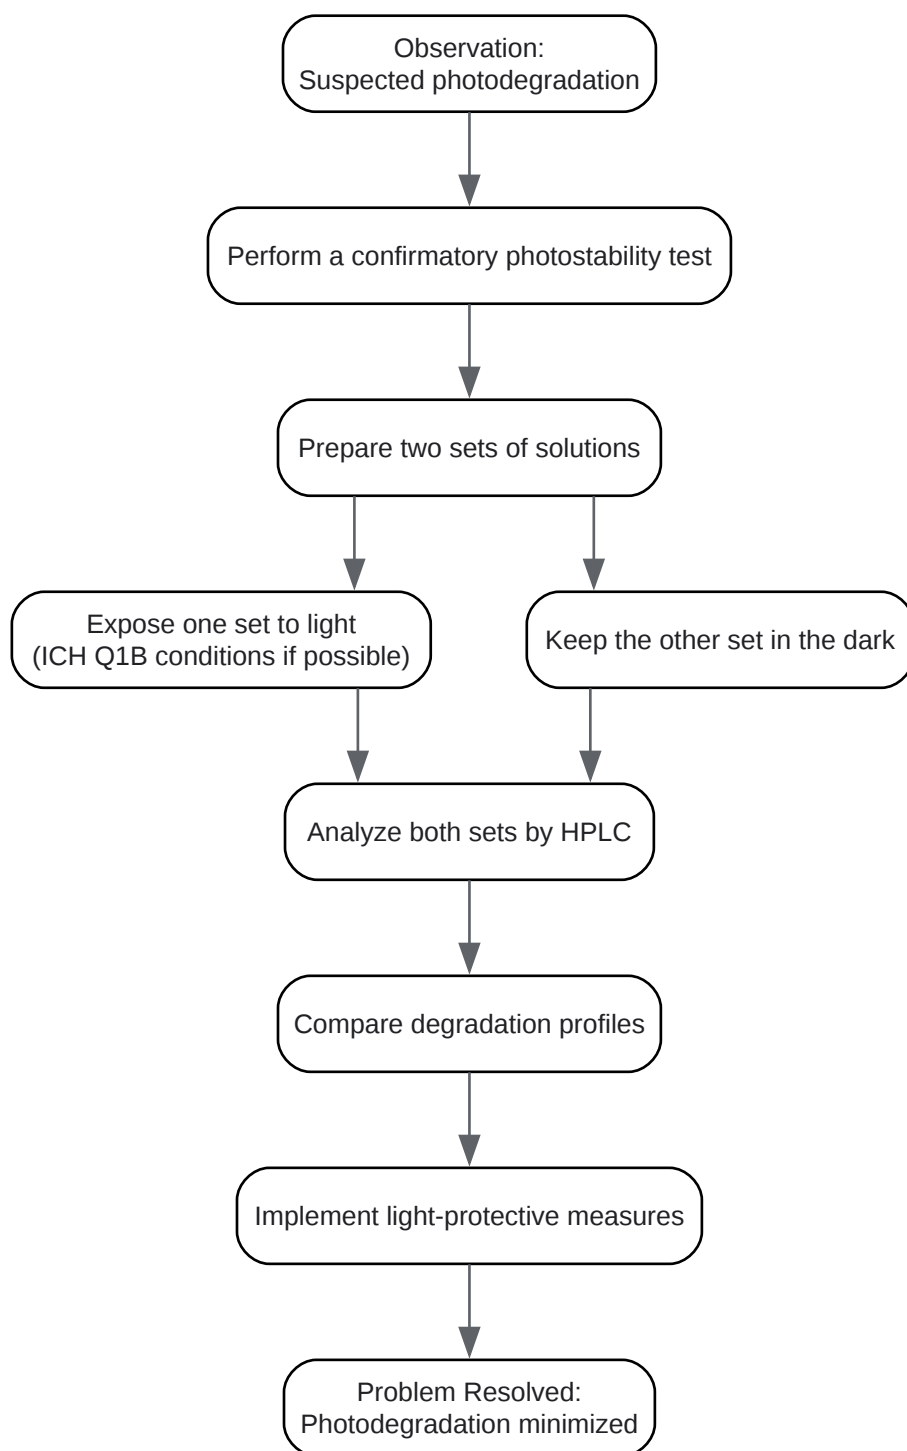 Observation:
Suspected photodegradation
Perform a confirmatory photostability test
Prepare two sets of solutions
Expose one set to light
(ICH Q1B conditions if possible)
Keep the other set in the dark
Analyze both sets by HPLC
Compare degradation profiles
Implement light-protective measures
Problem Resolved:
Photodegradation minimized